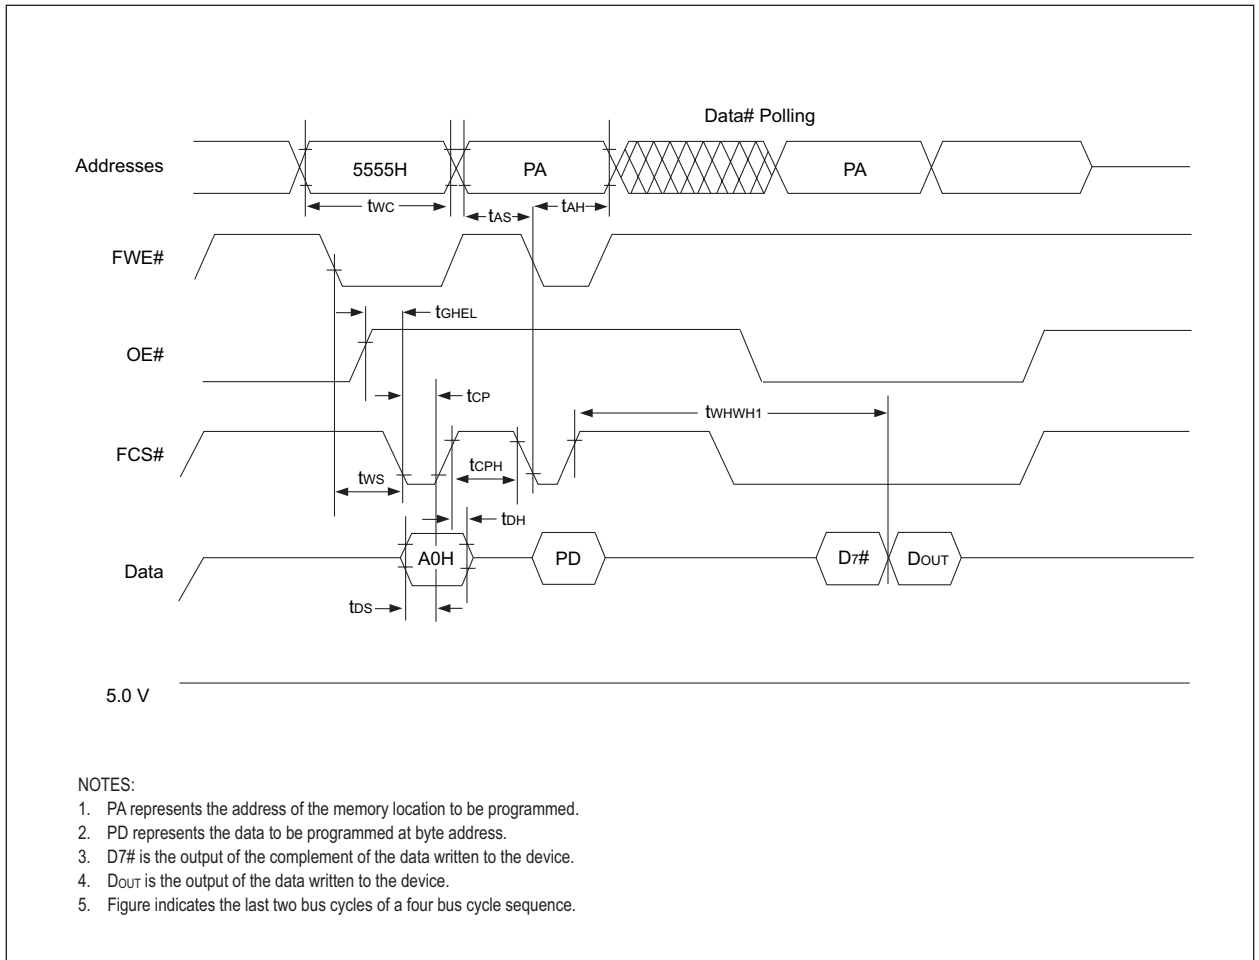 Data# Polling
Addresses
5555H
PA
PA
tWC
tAS
tAH
FWE#
tGHEL
OE#
tCP
tWHWH1
FCS#
tWS
tCPH
tDH
Data
A0H
PD
D7#
DOUT
tDS
5.0 V
NOTES:
1. PA represents the address of the memory location to be programmed.
2. PD represents the data to be programmed at byte address.
3. D7# is the output of the complement of the data written to the device.
4. DOUT is the output of the data written to the device.
5. Figure indicates the last two bus cycles of a four bus cycle sequence.